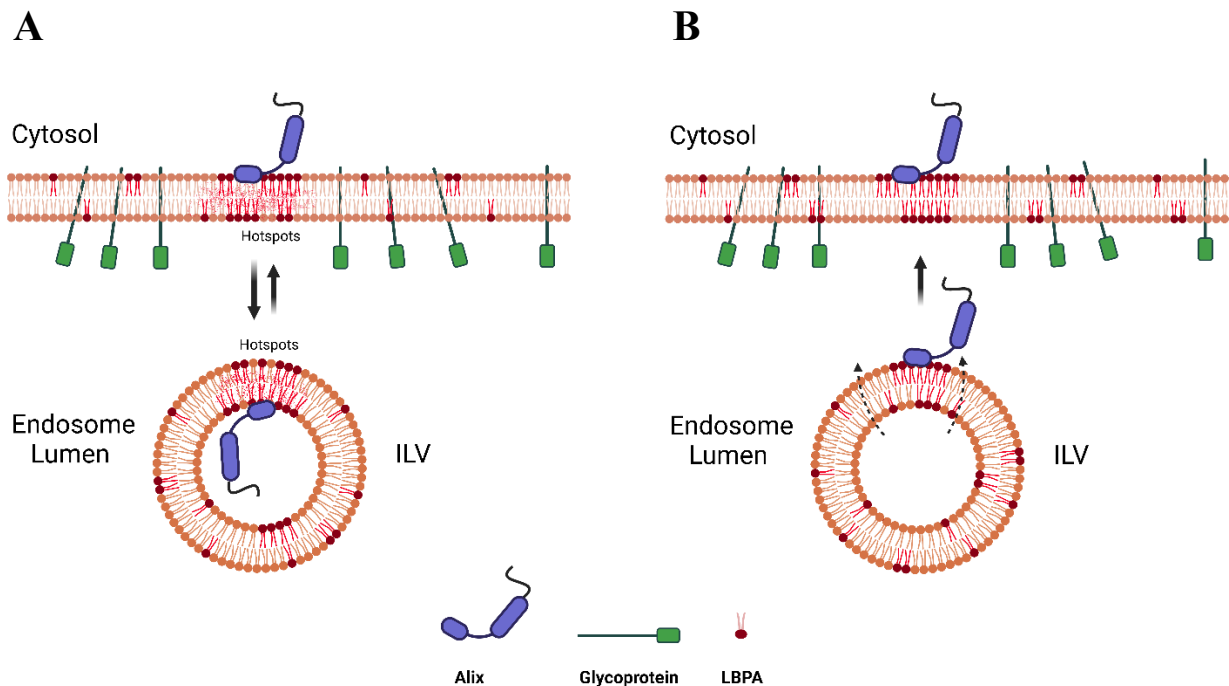 A
B
Cytosol
Hotspots
Hotspots
Endosome
Lumen
ILV
Cytosol
Endosome
Lumen
ILV
Alix
Glycoprotein
LBPA